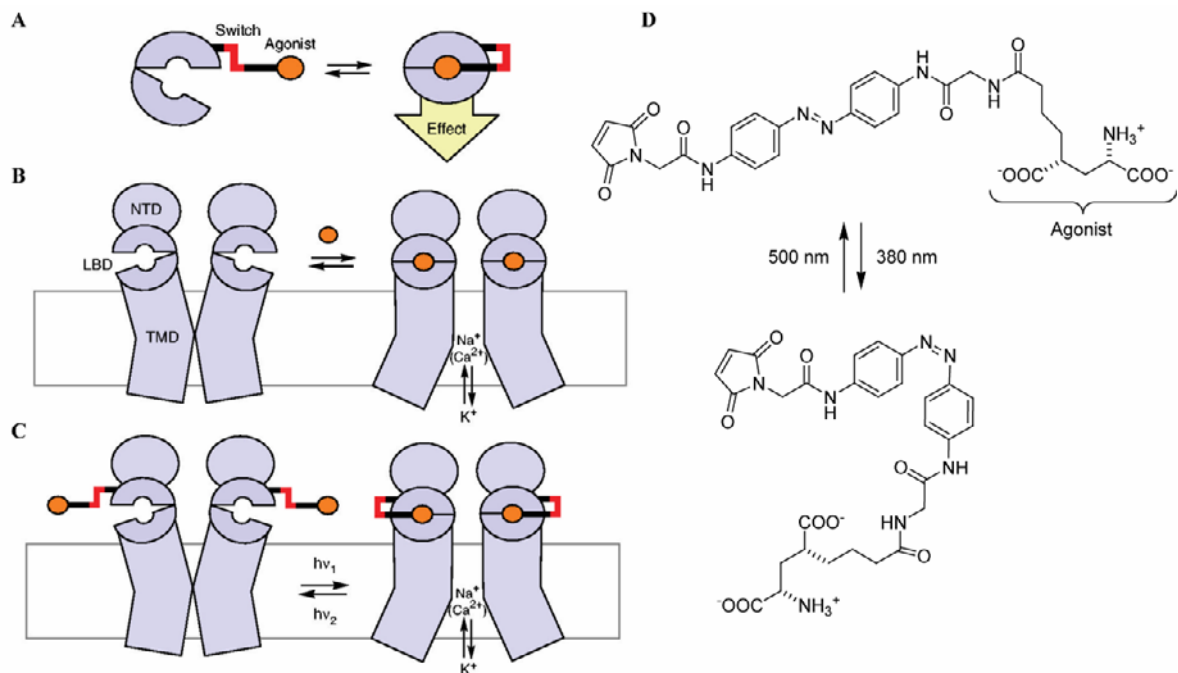 A
Switch
Agonist
Effect
B
NTD
LBD
TMD
Na⁺
(Ca²⁺)
K⁺
C
hν₁
hν₂
Na⁺
(Ca²⁺)
K⁺
D
O
O
N
O
N
H
N
N
H
N
O
N
H
O
NH₃⁺
⁻OOC
COO⁻
Agonist
500 nm
380 nm
O
O
N
O
N
H
N
N
O
NH
NH
O
COO⁻
⁻OOC
NH₃⁺